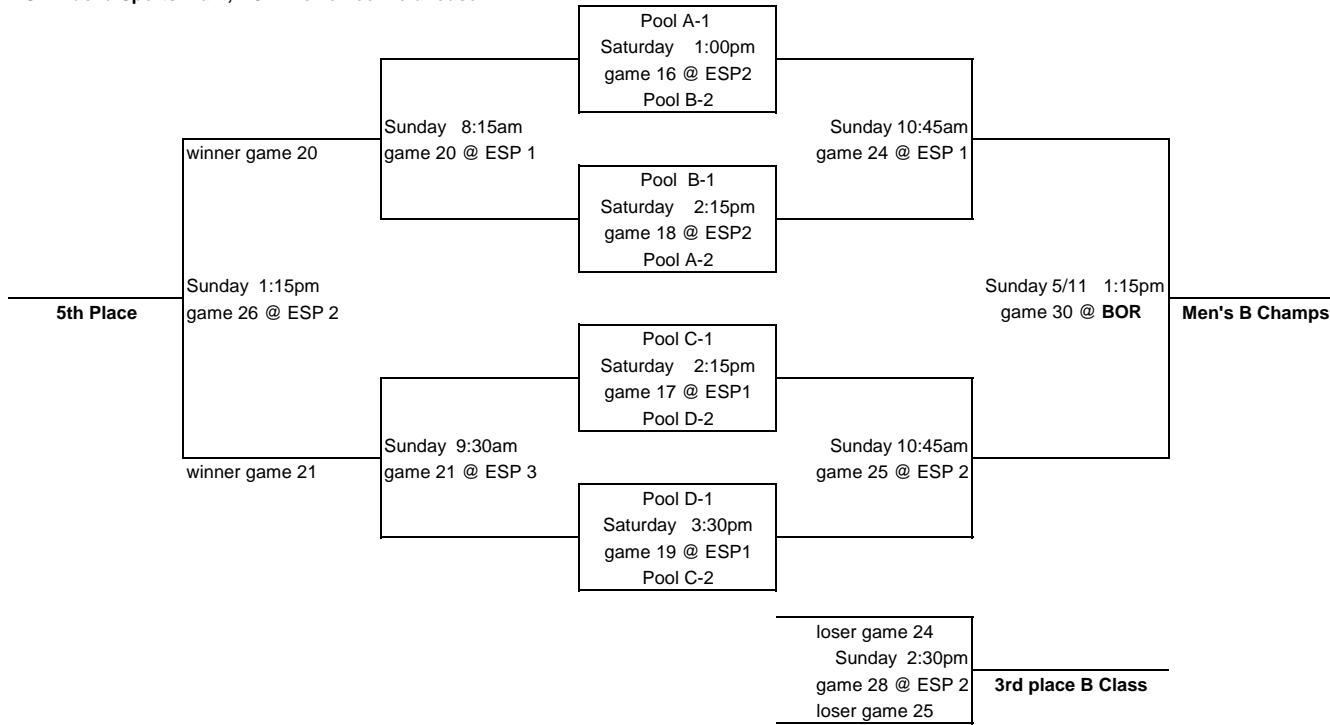 Pool A-1
Saturday 1:00pm
game 16 @ ESP2
Pool B-2
Sunday 8:15am
game 20 @ ESP 1
Sunday 10:45am
game 24 @ ESP 1
winner game 20
Pool B-1
Saturday 2:15pm
game 18 @ ESP2
Pool A-2
Sunday 1:15pm
game 26 @ ESP 2
5th Place
Sunday 5/11 1:15pm
game 30 @ BOR
Men's B Champs
Pool C-1
Saturday 2:15pm
game 17 @ ESP1
Pool D-2
Sunday 9:30am
game 21 @ ESP 3
Sunday 10:45am
game 25 @ ESP 2
winner game 21
Pool D-1
Saturday 3:30pm
game 19 @ ESP1
Pool C-2
loser game 24
Sunday 2:30pm
game 28 @ ESP 2
loser game 25
3rd place B Class